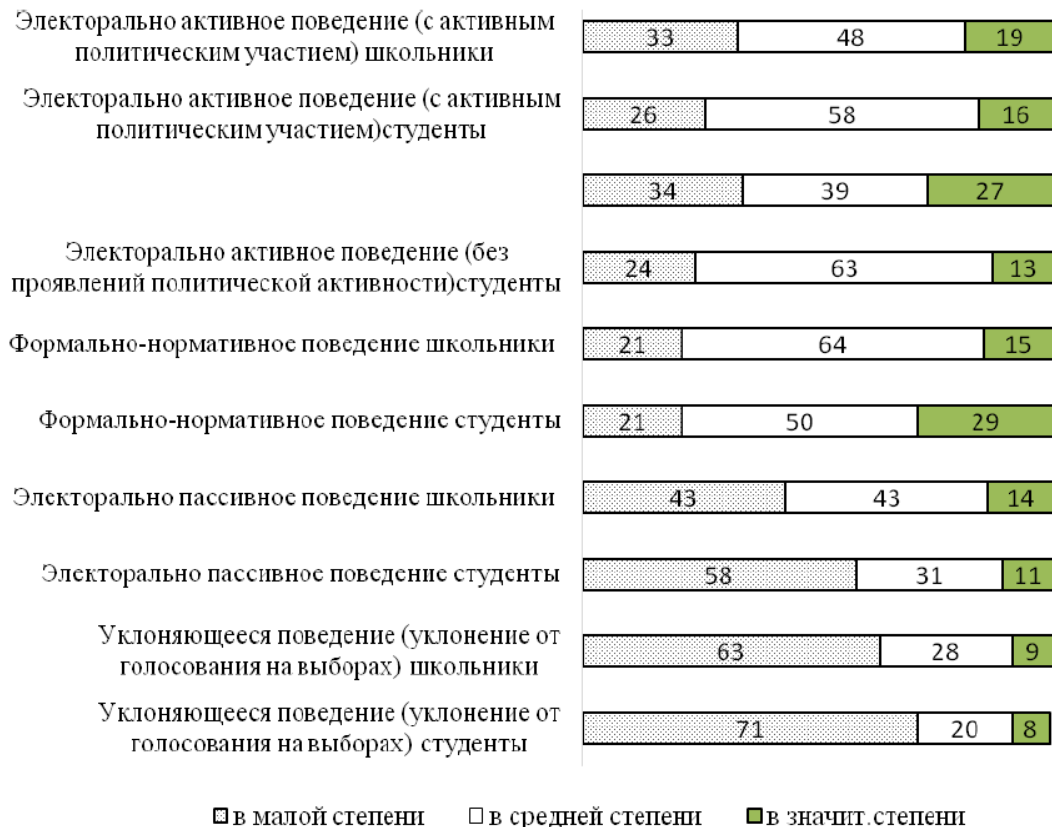 Электорально активное поведение (с активным
политическим участием) школьники
33 48 19
Электорально активное поведение (с активным
политическим участием)студенты
26 58 16
34 39 27
Электорально активное поведение (без
проявлений политической активности)студенты
24 63 13
Формально-нормативное поведение школьники
21 64 15
Формально-нормативное поведение студенты
21 50 29
Электорально пассивное поведение школьники
43 43 14
Электорально пассивное поведение студенты
58 31 11
Уклоняющееся поведение (уклонение от
голосования на выборах) школьники
63 28 9
Уклоняющееся поведение (уклонение от
голосования на выборах) студенты
71 20 8
в малой степени в средней степени в значит.степени